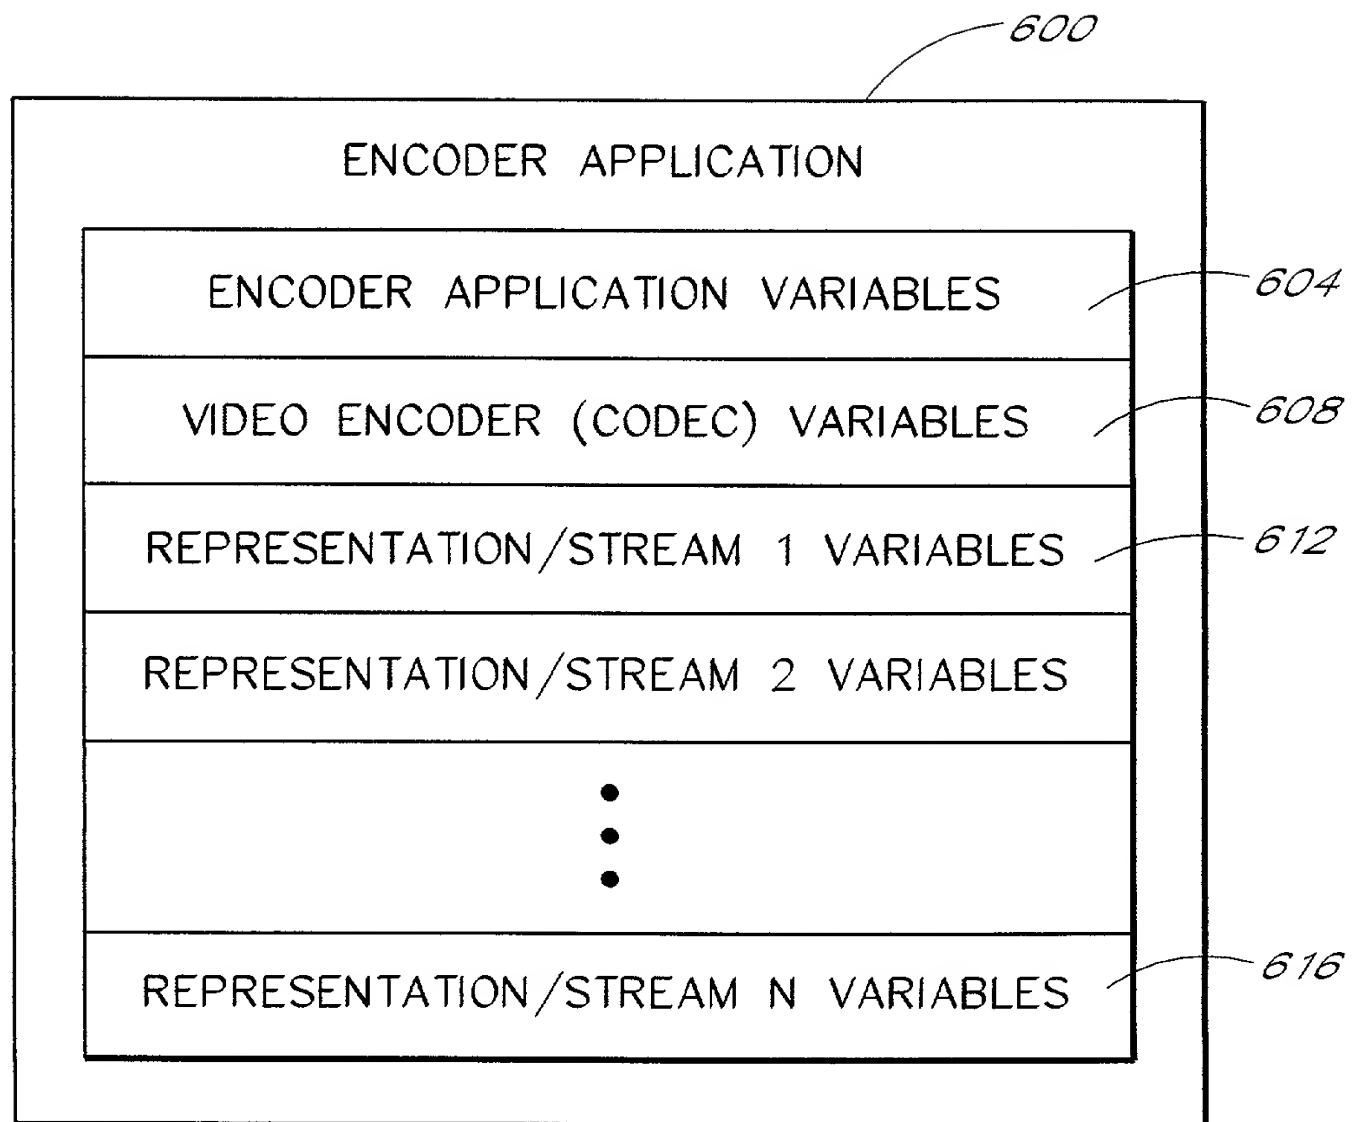 600
ENCODER APPLICATION
ENCODER APPLICATION VARIABLES
604
VIDEO ENCODER (CODEC) VARIABLES
608
REPRESENTATION/STREAM 1 VARIABLES
612
REPRESENTATION/STREAM 2 VARIABLES
REPRESENTATION/STREAM N VARIABLES
616